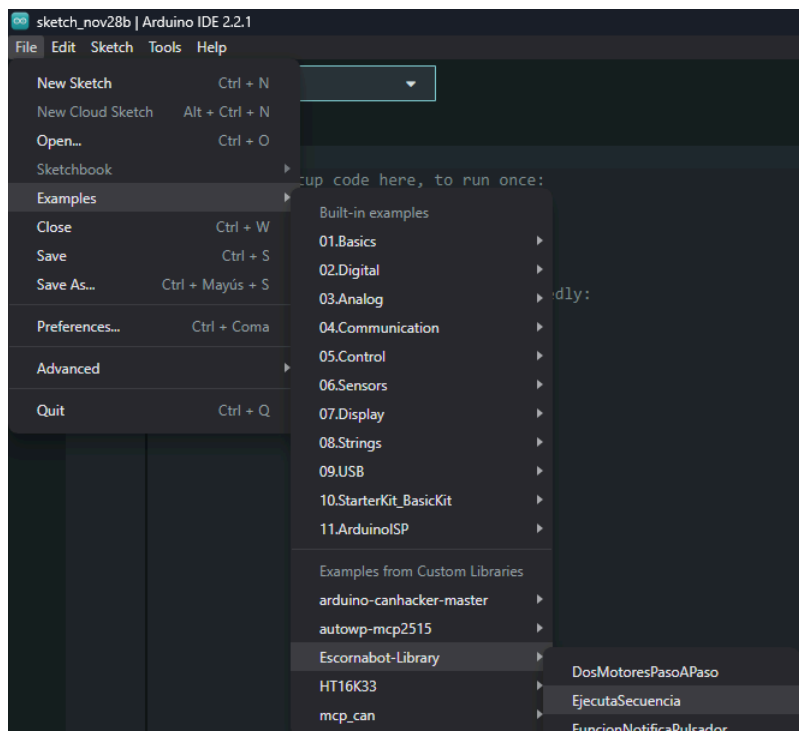 sketch_nov28b | Arduino IDE 2.2.1
File Edit Sketch Tools Help
New Sketch Ctrl + N
New Cloud Sketch Alt + Ctrl + N
Open... Ctrl + O
Sketchbook
Examples
Close Ctrl + W
Save Ctrl + S
Save As... Ctrl + Mayús + S
Preferences... Ctrl + Coma
Advanced
Quit Ctrl + Q
tup code here, to run once:
dly:
Built-in examples
01.Basics
02.Digital
03.Analog
04.Communication
05.Control
06.Sensors
07.Display
08.Strings
09.USB
10.StarterKit_BasicKit
11.ArduinoISP
Examples from Custom Libraries
arduino-canhacker-master
autowp-mcp2515
Escornabot-Library
HT16K33
mcp_can
DosMotoresPasoAPaso
EjecutaSecuencia
FuncionNotificaPulsador